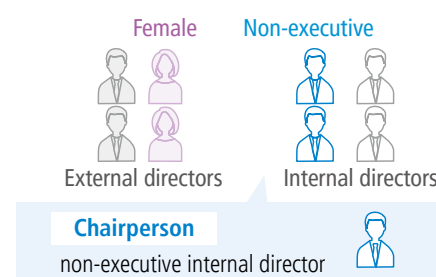 Female Non-executive
External directors Internal directors
Chairperson
non-executive internal director